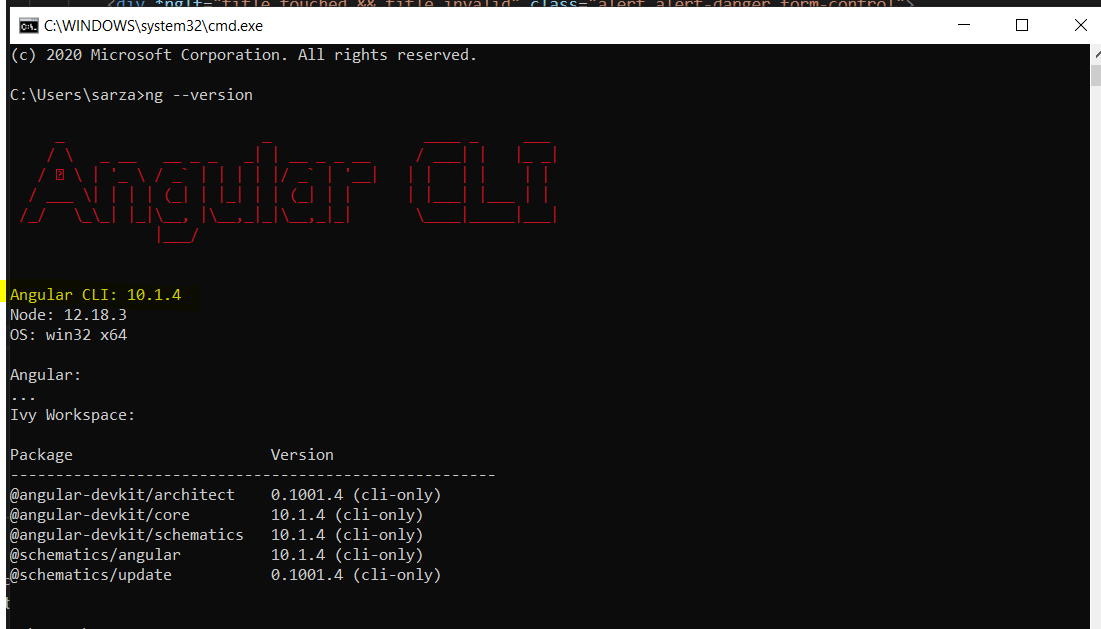 <div *ngIf="title.touched && title.invalid" class="alert alert-danger form-control">
C:\WINDOWS\system32\cmd.exe
(c) 2020 Microsoft Corporation. All rights reserved.
C:\Users\sarza>ng --version
Angular CLI
Angular CLI: 10.1.4
Node: 12.18.3
OS: win32 x64
Angular:
...
Ivy Workspace:
Package Version
------------------------------------------------------
@angular-devkit/architect 0.1001.4 (cli-only)
@angular-devkit/core 10.1.4 (cli-only)
@angular-devkit/schematics 10.1.4 (cli-only)
@schematics/angular 10.1.4 (cli-only)
@schematics/update 0.1001.4 (cli-only)